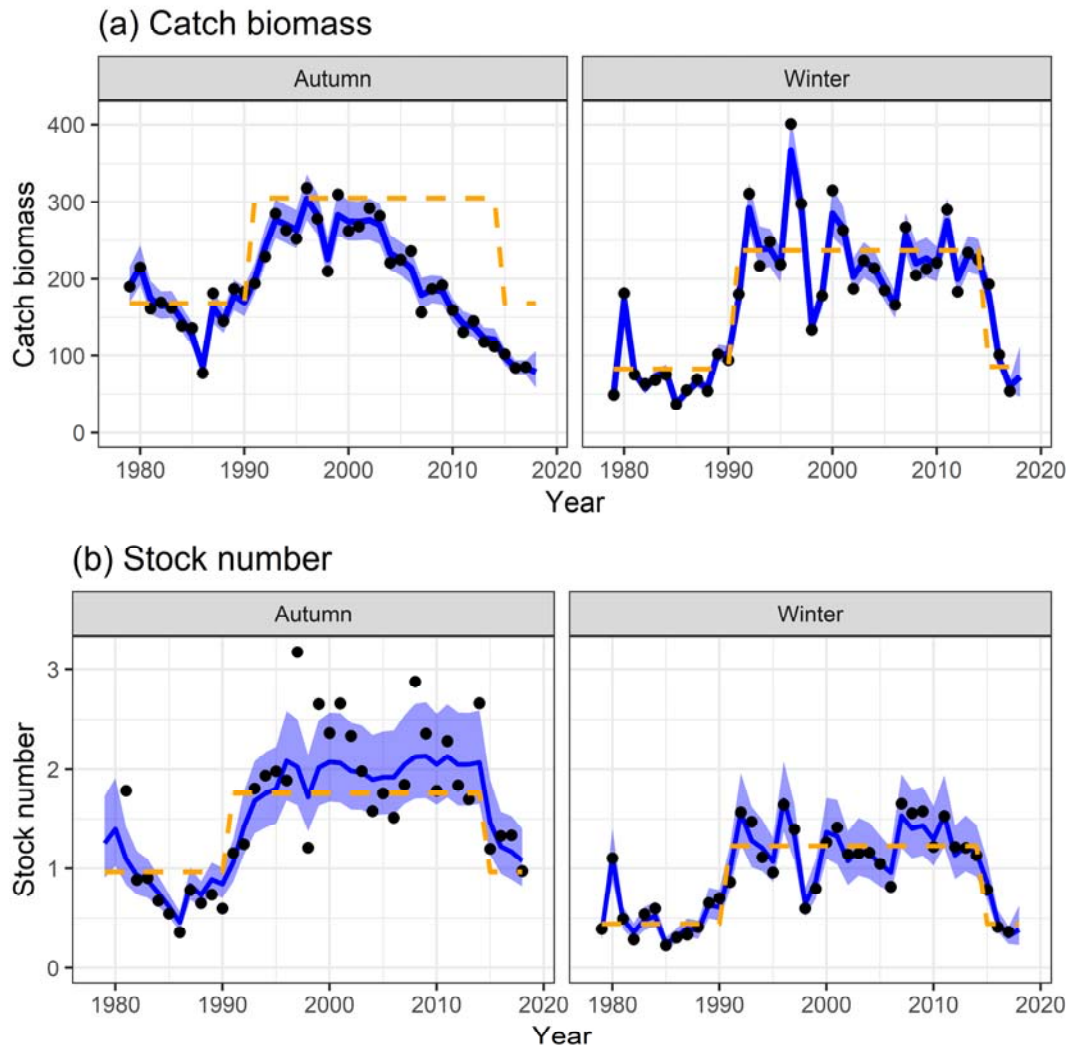 (a) Catch biomass
Autumn
Winter
Catch biomass
400
300
200
100
0
1980 1990 2000 2010 2020
1980 1990 2000 2010 2020
Year
(b) Stock number
Autumn
Winter
Stock number
3
2
1
0
1980 1990 2000 2010 2020
1980 1990 2000 2010 2020
Year